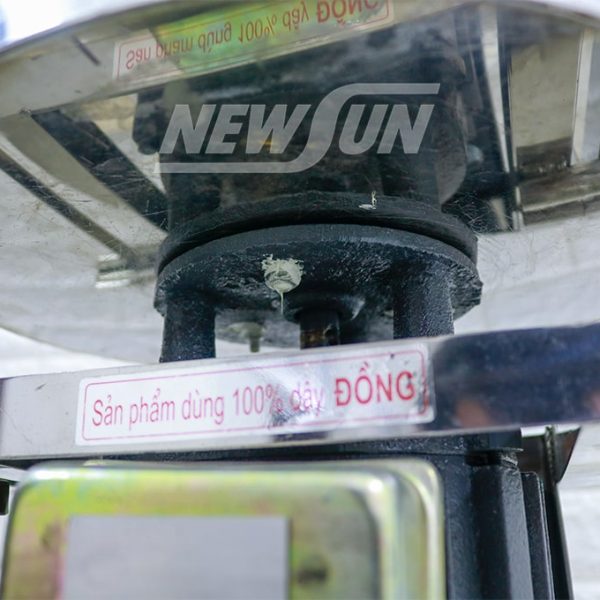 Sản phẩm dùng 100% dây ĐỒNG
NEWSUN
Sản phẩm dùng 100% dây ĐỒNG